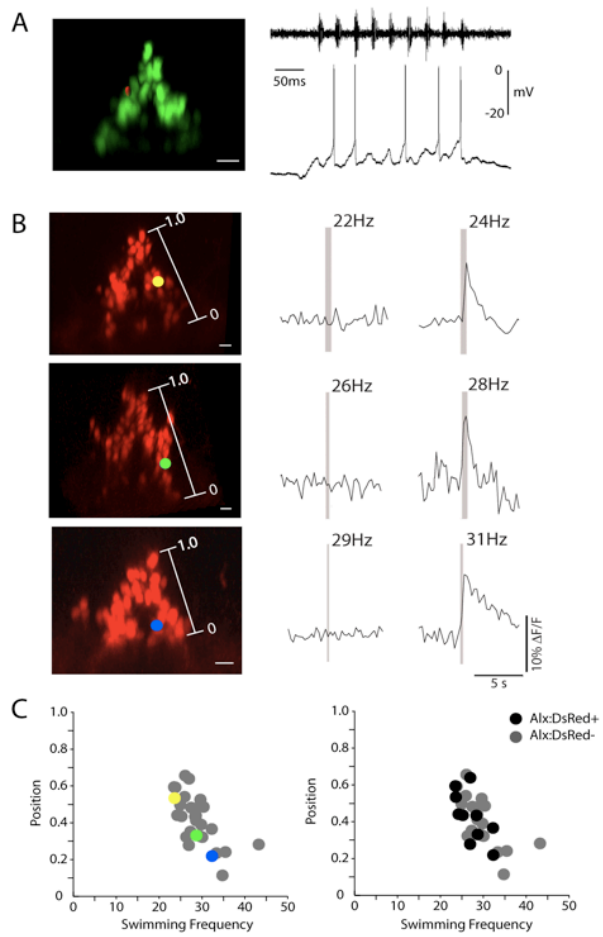 A
50ms
0
mV
-20
B
1.0
0
22Hz
24Hz
1.0
0
26Hz
28Hz
1.0
0
29Hz
31Hz
10% ΔF/F
5 s
C
1.0
0.8
0.6
0.4
0.2
0
Position
0 10 20 30 40 50
Swimming Frequency
1.0
0.8
0.6
0.4
0.2
0
Position
0 10 20 30 40 50
Swimming Frequency
Alx:DsRed+
Alx:DsRed-